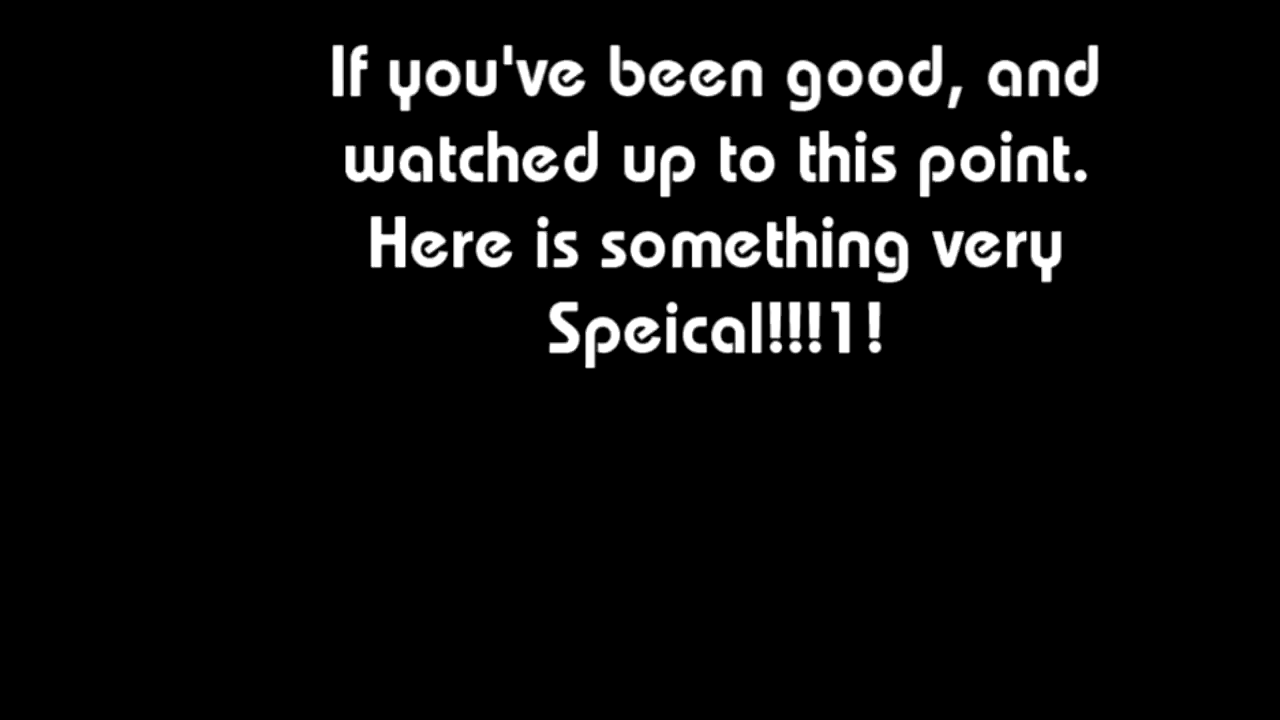 If you've been good, and
watched up to this point.
Here is something very
Speical!!!1!